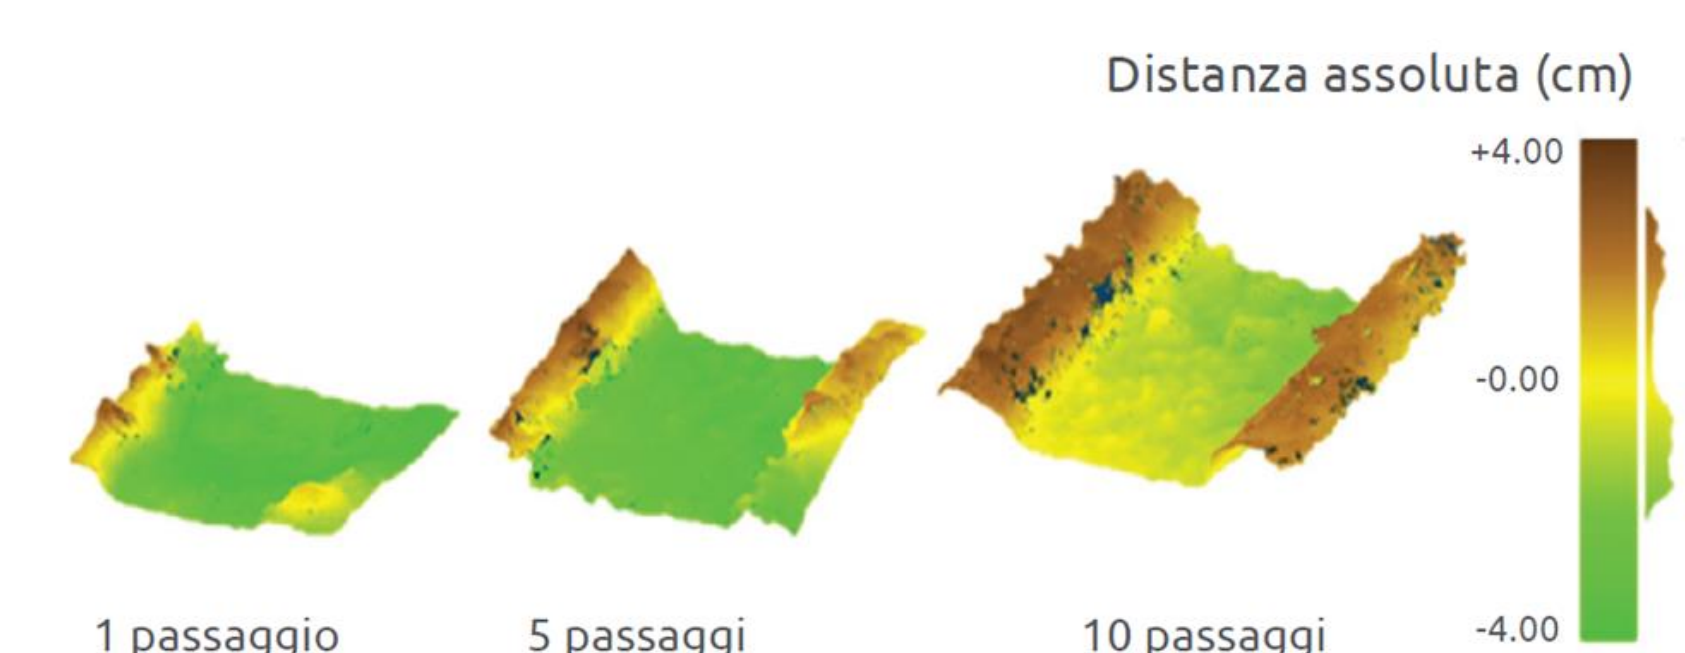 Distanza assoluta (cm)
+4.00
-0.00
-4.00
1 passaggio
5 passaggi
10 passaggi